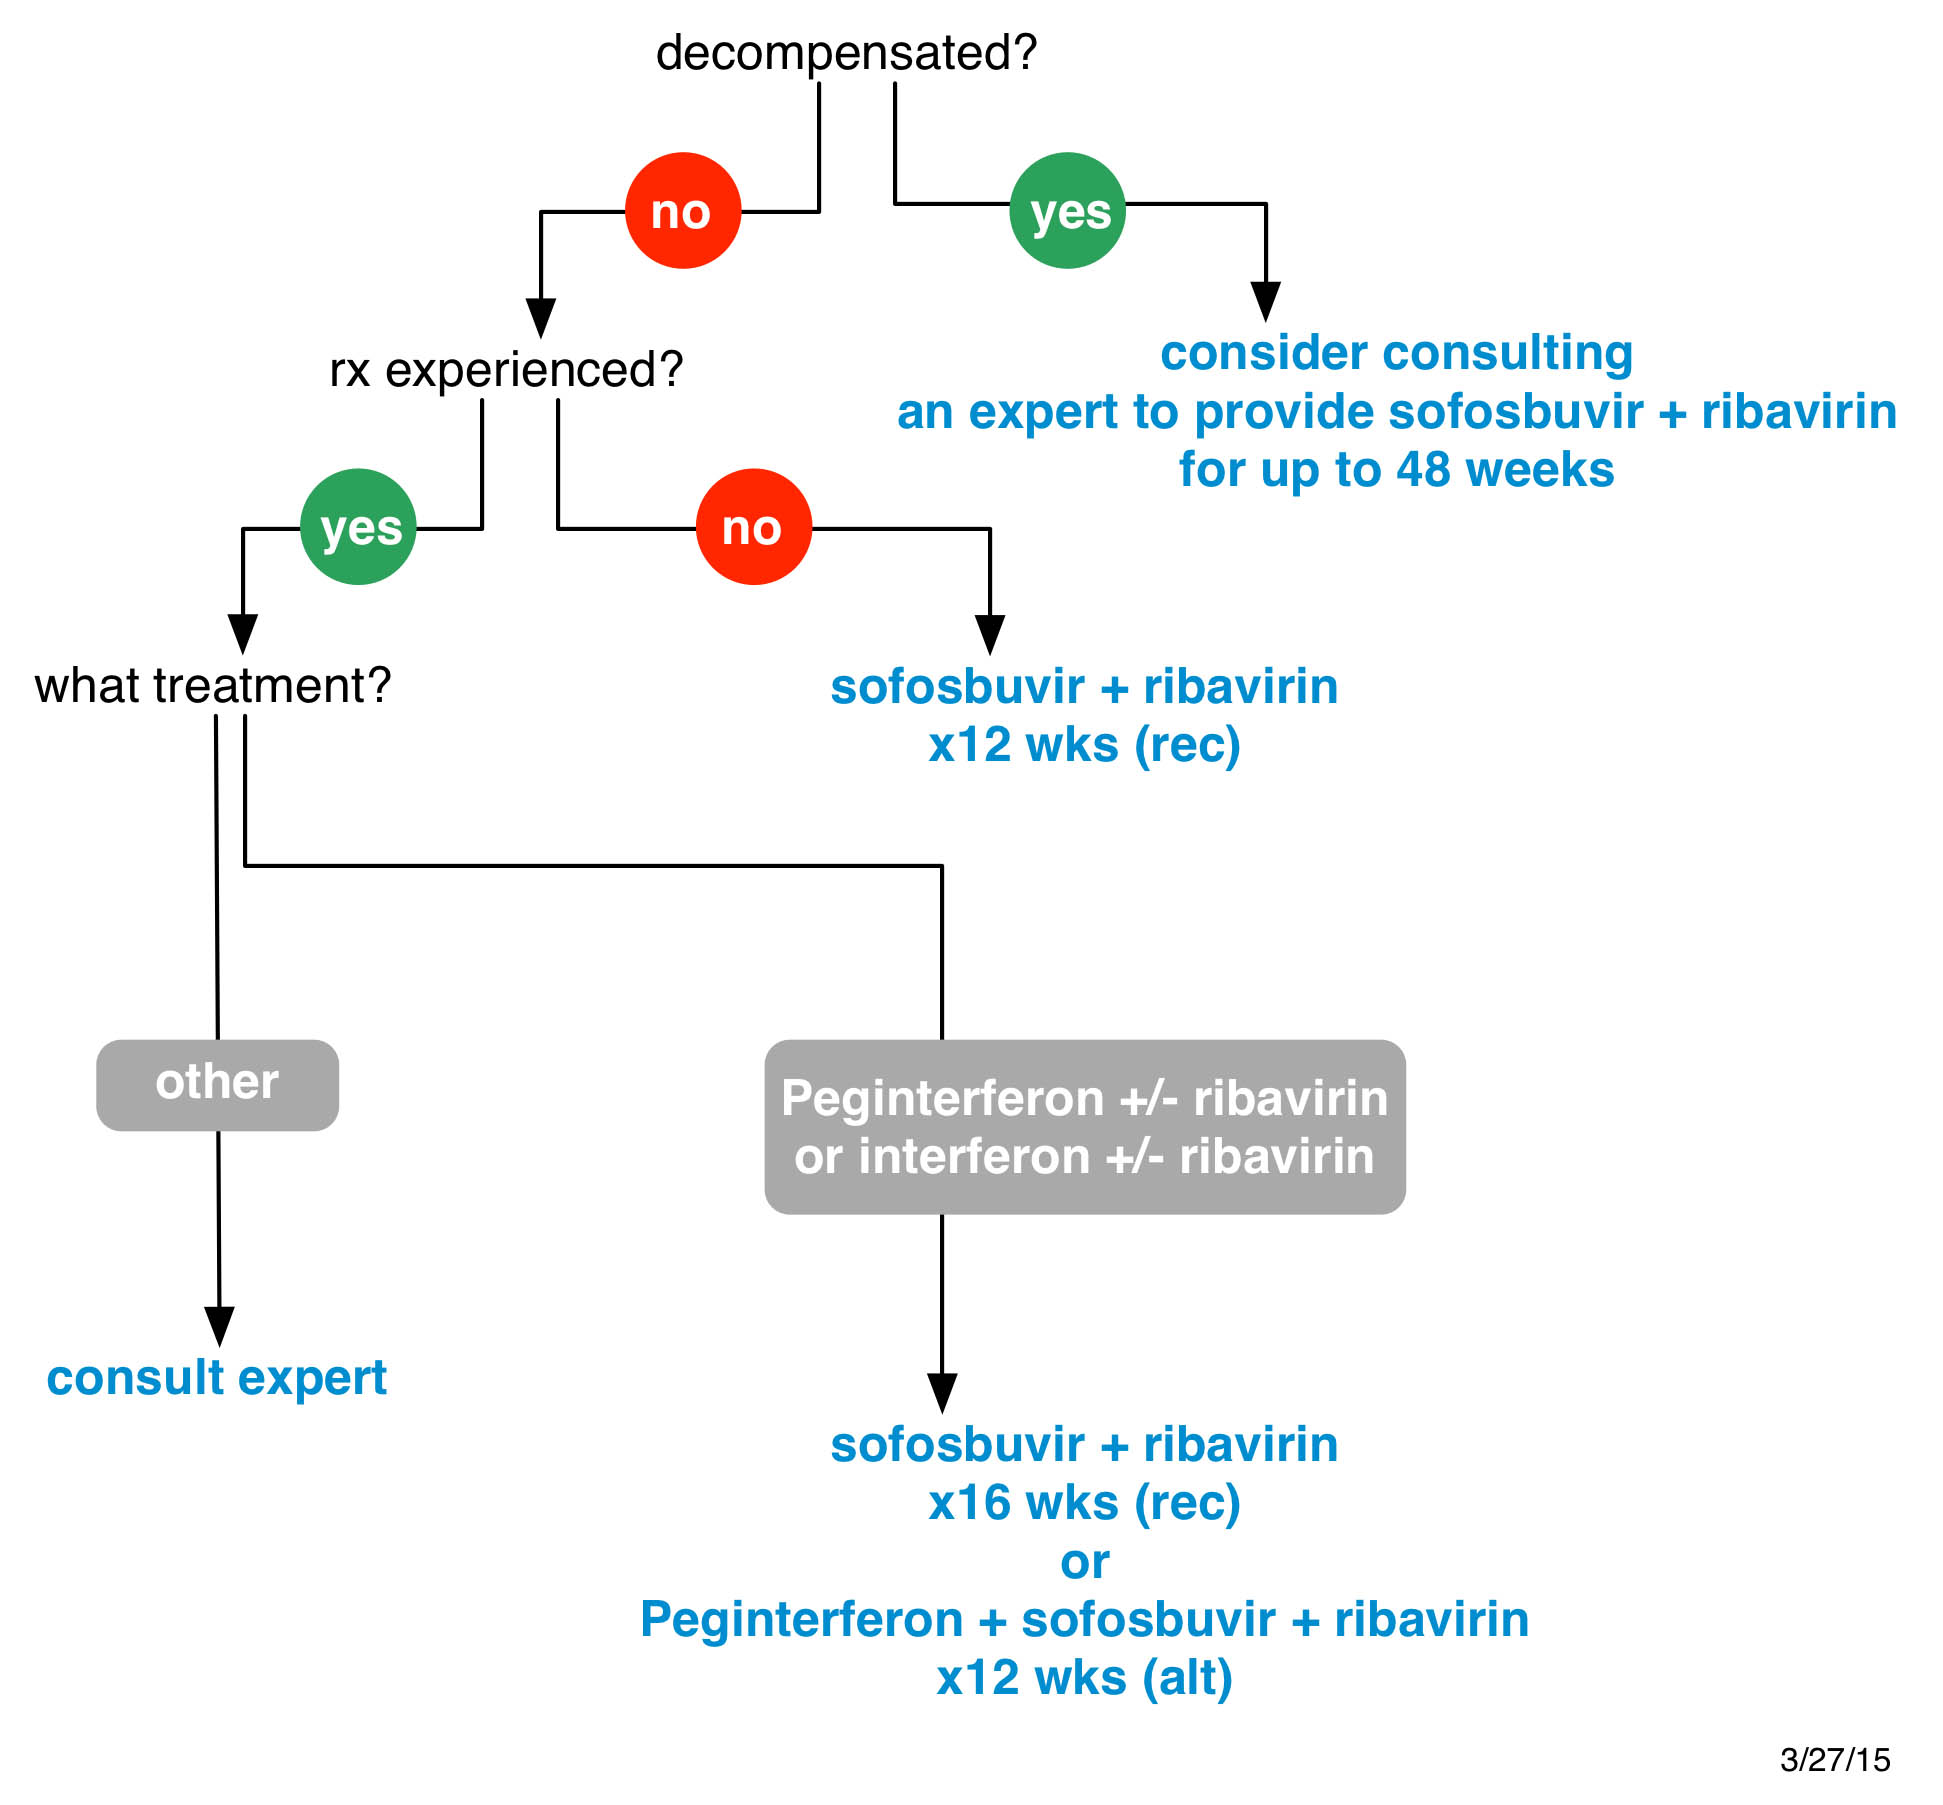 decompensated?
no
yes
rx experienced?
consider consulting
an expert to provide sofosbuvir + ribavirin
for up to 48 weeks
yes
no
what treatment?
sofosbuvir + ribavirin
x12 wks (rec)
other
Peginterferon +/- ribavirin
or interferon +/- ribavirin
consult expert
sofosbuvir + ribavirin
x16 wks (rec)
or
Peginterferon + sofosbuvir + ribavirin
x12 wks (alt)
3/27/15